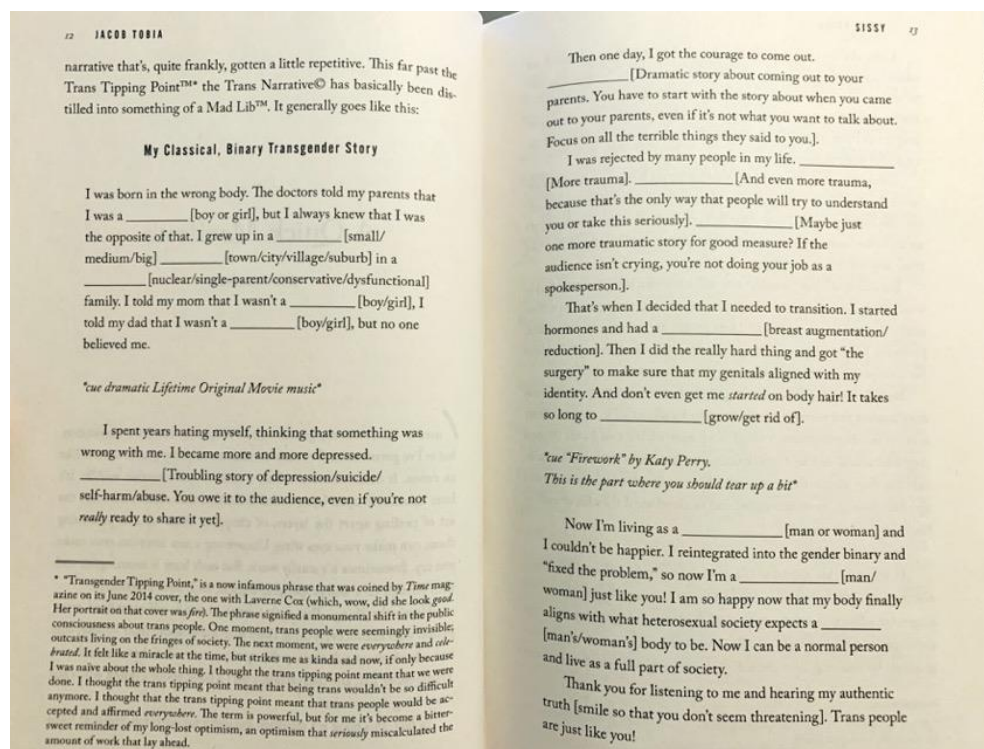 12 JACOB TOBIA
narrative that's, quite frankly, gotten a little repetitive. This far past the
Trans Tipping Point™* the Trans Narrative© has basically been dis-
tilled into something of a Mad Lib™. It generally goes like this:
My Classical, Binary Transgender Story
I was born in the wrong body. The doctors told my parents that
I was a ________ [boy or girl], but I always knew that I was
the opposite of that. I grew up in a ________ [small/
medium/big] ________ [town/city/village/suburb] in a
________ [nuclear/single-parent/conservative/dysfunctional]
family. I told my mom that I wasn't a ________ [boy/girl], I
told my dad that I wasn't a ________ [boy/girl], but no one
believed me.
*cue dramatic Lifetime Original Movie music*
I spent years hating myself, thinking that something was
wrong with me. I became more and more depressed.
________ [Troubling story of depression/suicide/
self-harm/abuse. You owe it to the audience, even if you're not
really ready to share it yet].
* "Transgender Tipping Point," is a now infamous phrase that was coined by Time mag-
azine on its June 2014 cover, the one with Laverne Cox (which, wow, did she look good.
Her portrait on that cover was fire). The phrase signified a monumental shift in the public
consciousness about trans people. One moment, trans people were seemingly invisible,
outcasts living on the fringes of society. The next moment, we were everywhere and cele-
brated. It felt like a miracle at the time, but strikes me as kinda sad now, if only because
I was naïve about the whole thing. I thought the trans tipping point meant that we were
done. I thought the trans tipping point meant that being trans wouldn't be so difficult
anymore. I thought that the trans tipping point meant that trans people would be ac-
cepted and affirmed everywhere. The term is powerful, but for me it's become a bitter-
sweet reminder of my long-lost optimism, an optimism that seriously miscalculated the
amount of work that lay ahead.
SISSY 13
Then one day, I got the courage to come out.
________ [Dramatic story about coming out to your
parents. You have to start with the story about when you came
out to your parents, even if it's not what you want to talk about.
Focus on all the terrible things they said to you.].
I was rejected by many people in my life. ________
[More trauma]. ________ [And even more trauma,
because that's the only way that people will try to understand
you or take this seriously]. ________ [Maybe just
one more traumatic story for good measure? If the
audience isn't crying, you're not doing your job as a
spokesperson.].
That's when I decided that I needed to transition. I started
hormones and had a ________ [breast augmentation/
reduction]. Then I did the really hard thing and got "the
surgery" to make sure that my genitals aligned with my
identity. And don't even get me started on body hair! It takes
so long to ________ [grow/get rid of].
*cue "Firework" by Katy Perry.
This is the part where you should tear up a bit*
Now I'm living as a ________ [man or woman] and
I couldn't be happier. I reintegrated into the gender binary and
"fixed the problem," so now I'm a ________ [man/
woman] just like you! I am so happy now that my body finally
aligns with what heterosexual society expects a ________
[man's/woman's] body to be. Now I can be a normal person
and live as a full part of society.
Thank you for listening to me and hearing my authentic
truth [smile so that you don't seem threatening]. Trans people
are just like you!